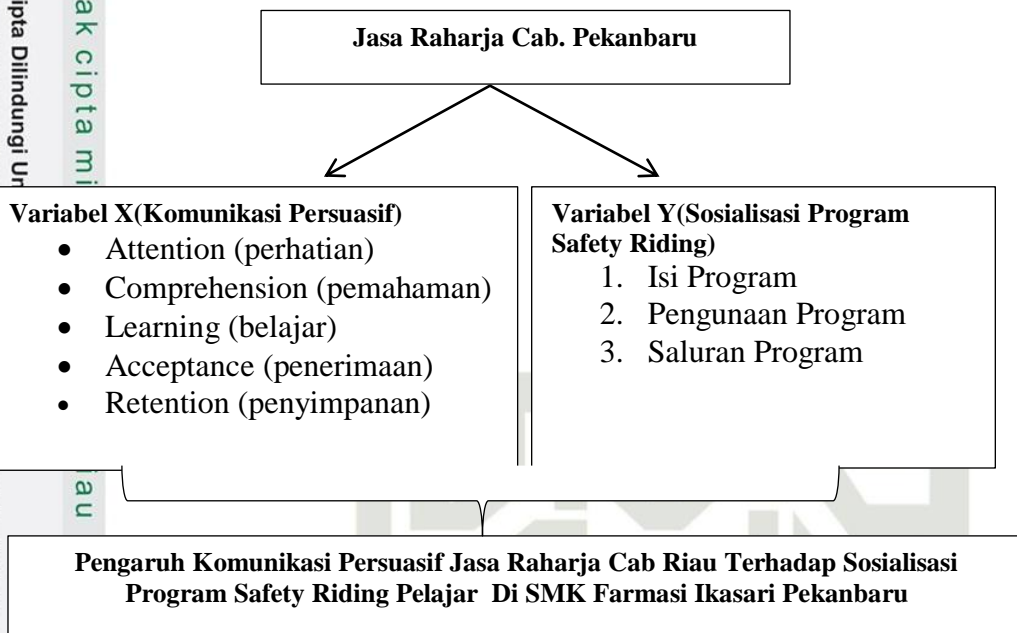 Jasa Raharja Cab. Pekanbaru
Variabel X(Komunikasi Persuasif)
• Attention (perhatian)
• Comprehension (pemahaman)
• Learning (belajar)
• Acceptance (penerimaan)
• Retention (penyimpanan)
Variabel Y(Sosialisasi Program
Safety Riding)
1. Isi Program
2. Pengunaan Program
3. Saluran Program
Pengaruh Komunikasi Persuasif Jasa Raharja Cab Riau Terhadap Sosialisasi
Program Safety Riding Pelajar Di SMK Farmasi Ikasari Pekanbaru
cipta
Dilindungi